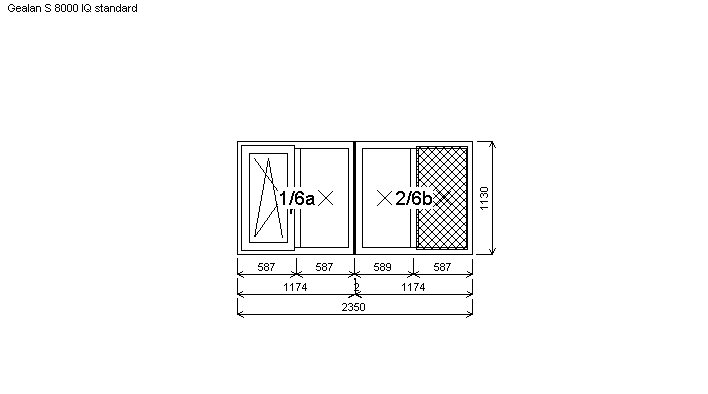 Gealan S 8000 IQ standard
1/6a
2/6b
1130
587 587 589 587
1174 2 1174
2350